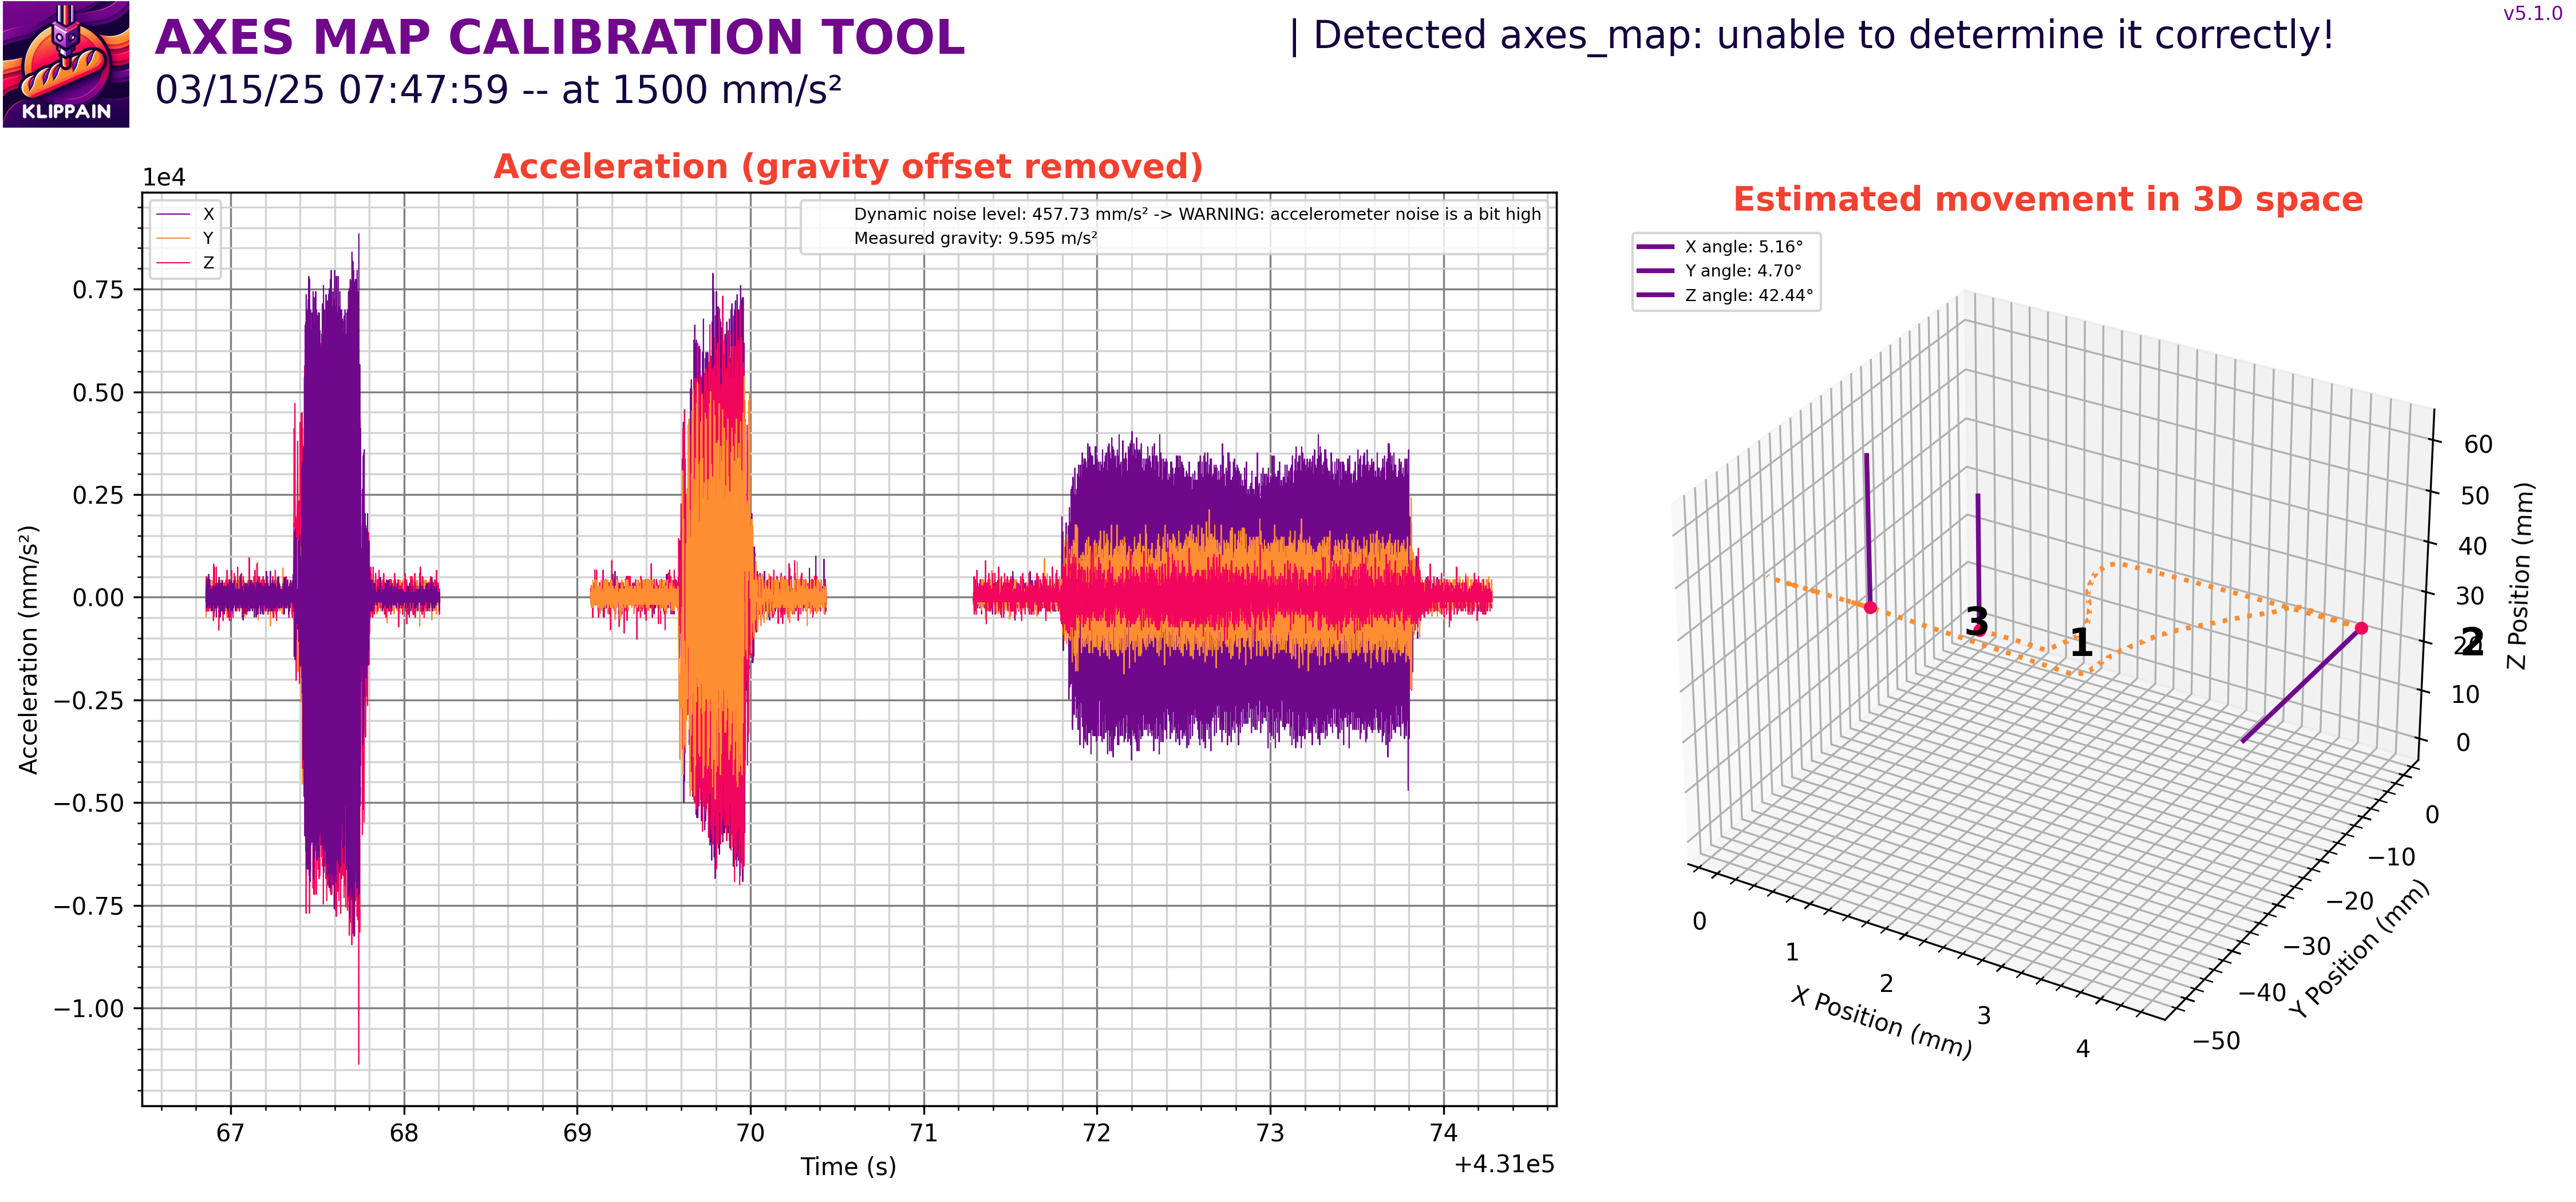 KLIPPAIN
AXES MAP CALIBRATION TOOL
03/15/25 07:47:59 -- at 1500 mm/s²
| Detected axes_map: unable to determine it correctly!
v5.1.0
Acceleration (gravity offset removed)
1e4
X
Y
Z
Dynamic noise level: 457.73 mm/s² -> WARNING: accelerometer noise is a bit high
Measured gravity: 9.595 m/s²
Acceleration (mm/s²)
0.75
0.50
0.25
0.00
−0.25
−0.50
−0.75
−1.00
67 68 69 70 71 72 73 74
Time (s)
+4.31e5
Estimated movement in 3D space
X angle: 5.16°
Y angle: 4.70°
Z angle: 42.44°
3
1
2
60
50
40
30
20
10
0
Z Position (mm)
0
−10
−20
−30
−40
−50
Y Position (mm)
0
1
2
3
4
X Position (mm)